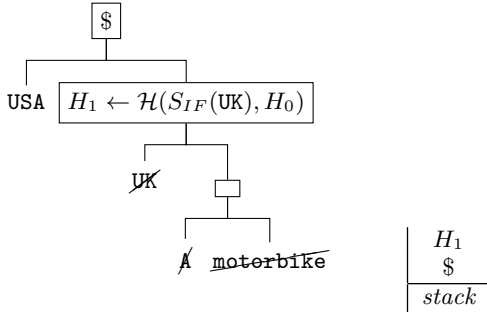 $
USA H₁ ← ℋ(S_IF(UK), H₀)
UK
A motorbike
H₁
$
stack